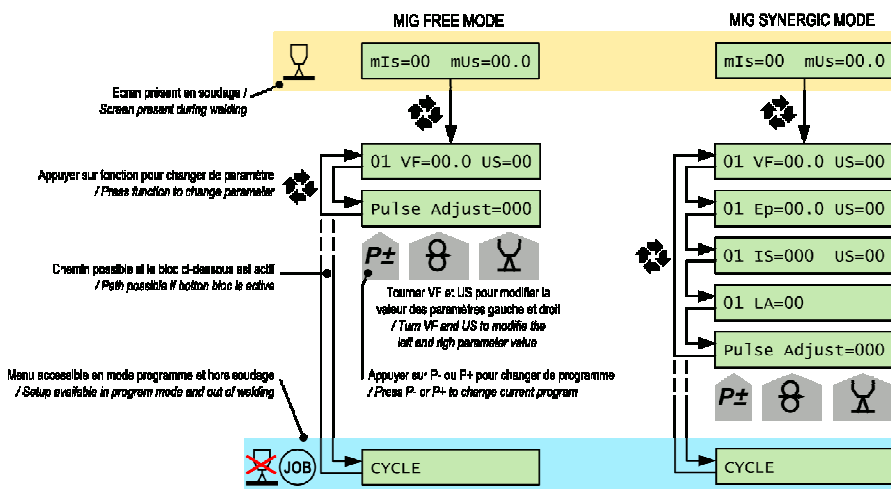 MIG FREE MODE
MIG SYNERGIC MODE
mIs=00 mUs=00.0
mIs=00 mUs=00.0
Ecran présent en soudage /
Screen present during welding
01 VF=00.0 US=00
01 VF=00.0 US=00
Appuyer sur fonction pour changer de paramètre
/ Press function to change parameter
Pulse Adjust=000
01 Ep=00.0 US=00
P±
01 IS=000 US=00
Chemin possible si le bloc ci-dessous est actif
/ Path possible if botton bloc is active
Tourner VF et US pour modifier la
valeur des paramètres gauche et droit
/ Turn VF and US to modifie the
left and righ parameter value
01 LA=00
Pulse Adjust=000
Menu accessible en mode programme et hors soudage
/ Setup available in program mode and out of welding
Appuyer sur P- ou P+ pour changer de programme
/ Press P- or P+ to change current program
P±
JOB
CYCLE
CYCLE